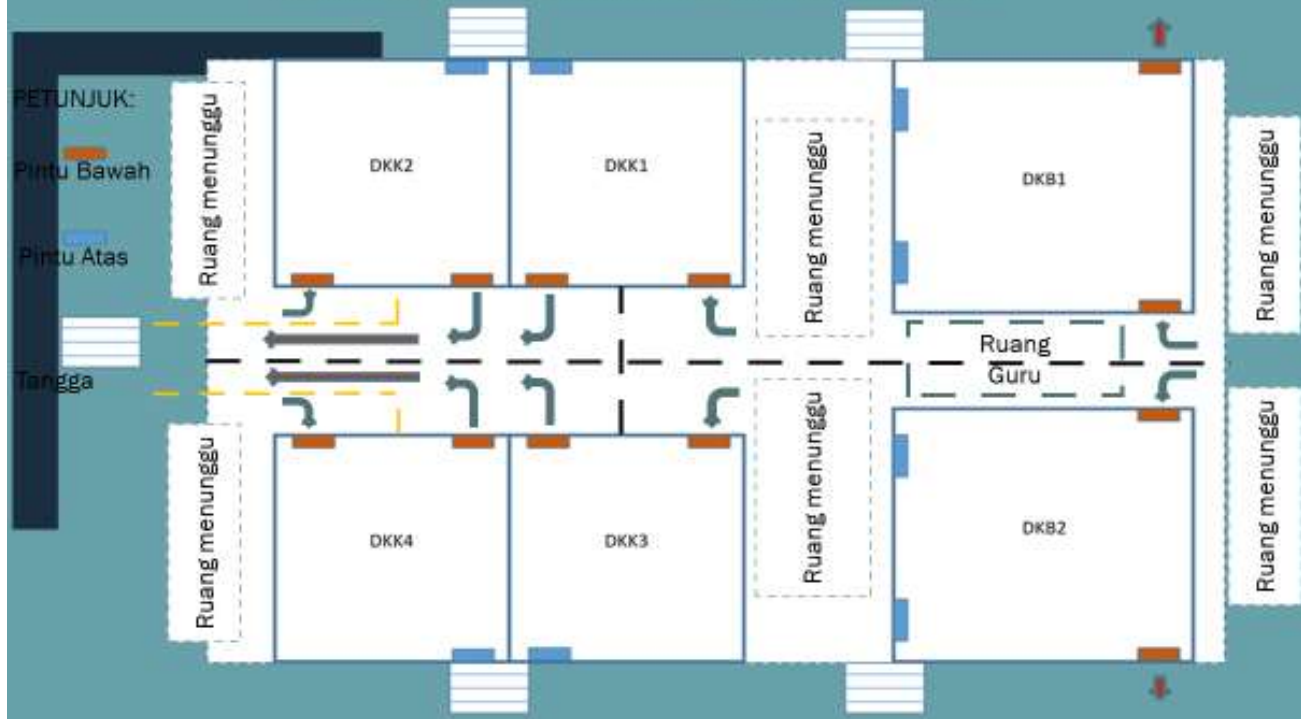 PETUNJUK:
Pintu Bawah
Pintu Atas
Tangga
Ruang menunggu
DKK2
DKK1
Ruang menunggu
DKB1
Ruang menunggu
Ruang
Guru
Ruang menunggu
DKK4
DKK3
Ruang menunggu
DKB2
Ruang menunggu